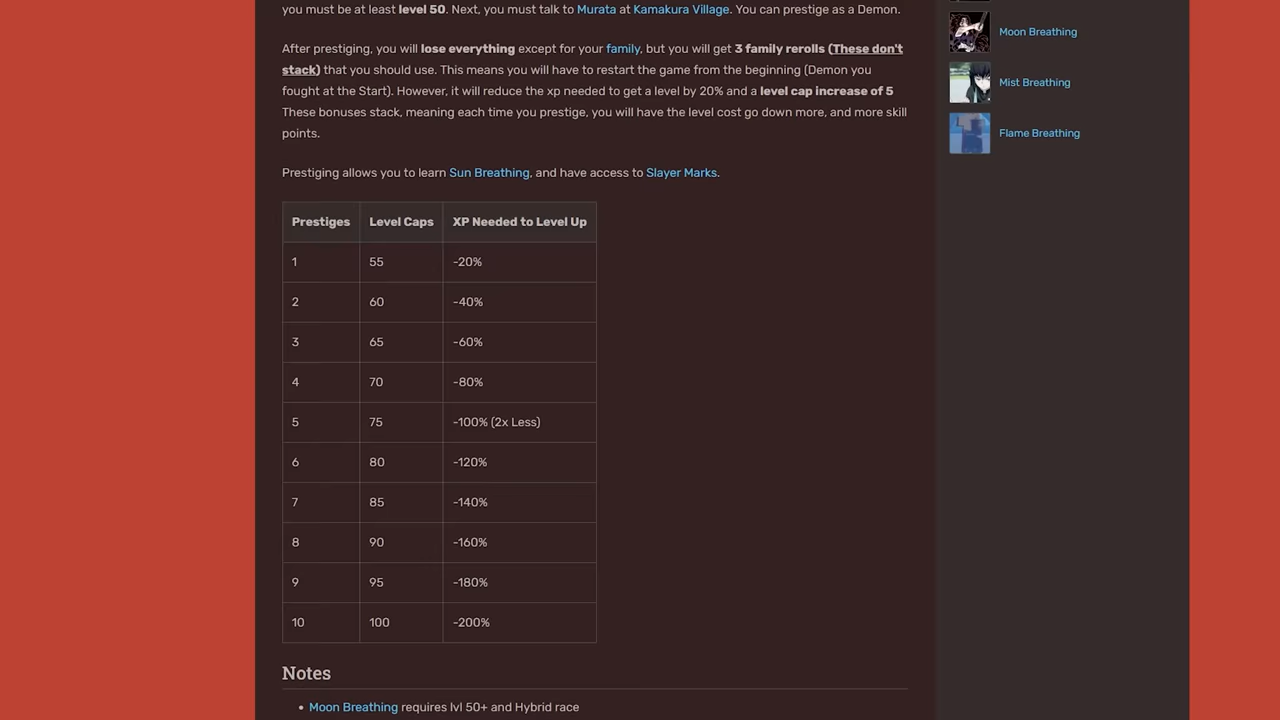 you must be at least level 50. Next, you must talk to Murata at Kamakura Village. You can prestige as a Demon.
After prestiging, you will lose everything except for your family, but you will get 3 family rerolls (These don't
stack) that you should use. This means you will have to restart the game from the beginning (Demon you
fought at the Start). However, it will reduce the xp needed to get a level by 20% and a level cap increase of 5
These bonuses stack, meaning each time you prestige, you will have the level cost go down more, and more skill
points.
Prestiging allows you to learn Sun Breathing, and have access to Slayer Marks.
Prestiges Level Caps XP Needed to Level Up
1 55 -20%
2 60 -40%
3 65 -60%
4 70 -80%
5 75 -100% (2x Less)
6 80 -120%
7 85 -140%
8 90 -160%
9 95 -180%
10 100 -200%
Notes
• Moon Breathing requires lvl 50+ and Hybrid race
Moon Breathing
Mist Breathing
Flame Breathing